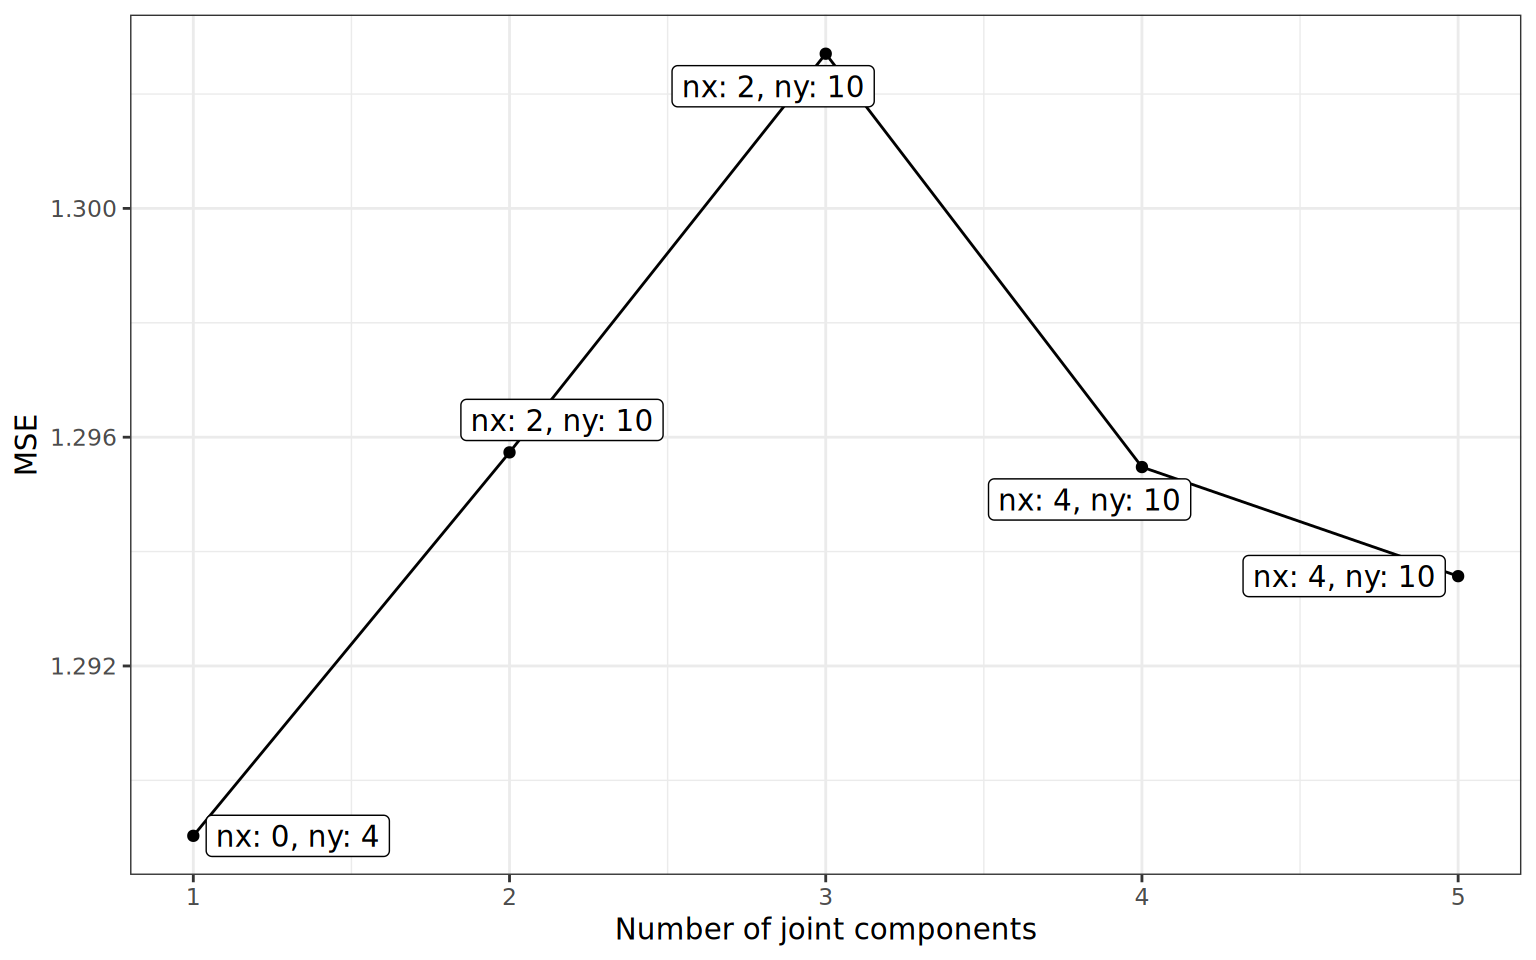 nx: 2, ny: 10
1.300
nx: 2, ny: 10
1.296
MSE
nx: 4, ny: 10
nx: 4, ny: 10
1.292
nx: 0, ny: 4
1 2 3 4 5
Number of joint components